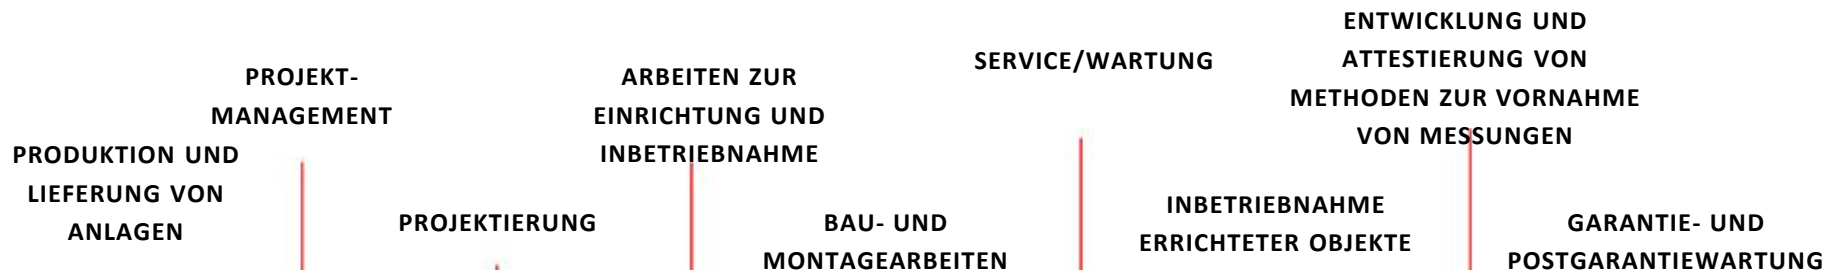 PRODUKTION UND
LIEFERUNG VON
ANLAGEN
PROJEKT-
MANAGEMENT
PROJEKTIERUNG
ARBEITEN ZUR
EINRICHTUNG UND
INBETRIEBNAHME
BAU- UND
MONTAGEARBEITEN
SERVICE/WARTUNG
INBETRIEBNAHME
ERRICHTETER OBJEKTE
ENTWICKLUNG UND
ATTESTIERUNG VON
METHODEN ZUR VORNAHME
VON MESSUNGEN
GARANTIE- UND
POSTGARANTIEWARTUNG